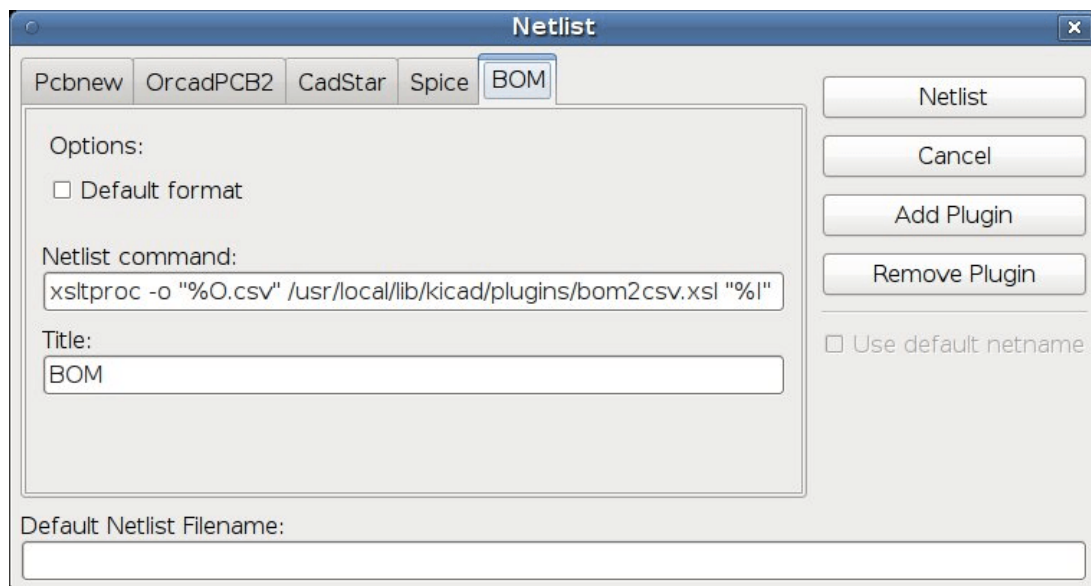 Netlist
Pcbnew OrcadPCB2 CadStar Spice BOM
Options:
Default format
Netlist command:
xsltproc -o "%O.csv" /usr/local/lib/kicad/plugins/bom2csv.xsl "%I"
Title:
BOM
Netlist
Cancel
Add Plugin
Remove Plugin
Use default netname
Default Netlist Filename: